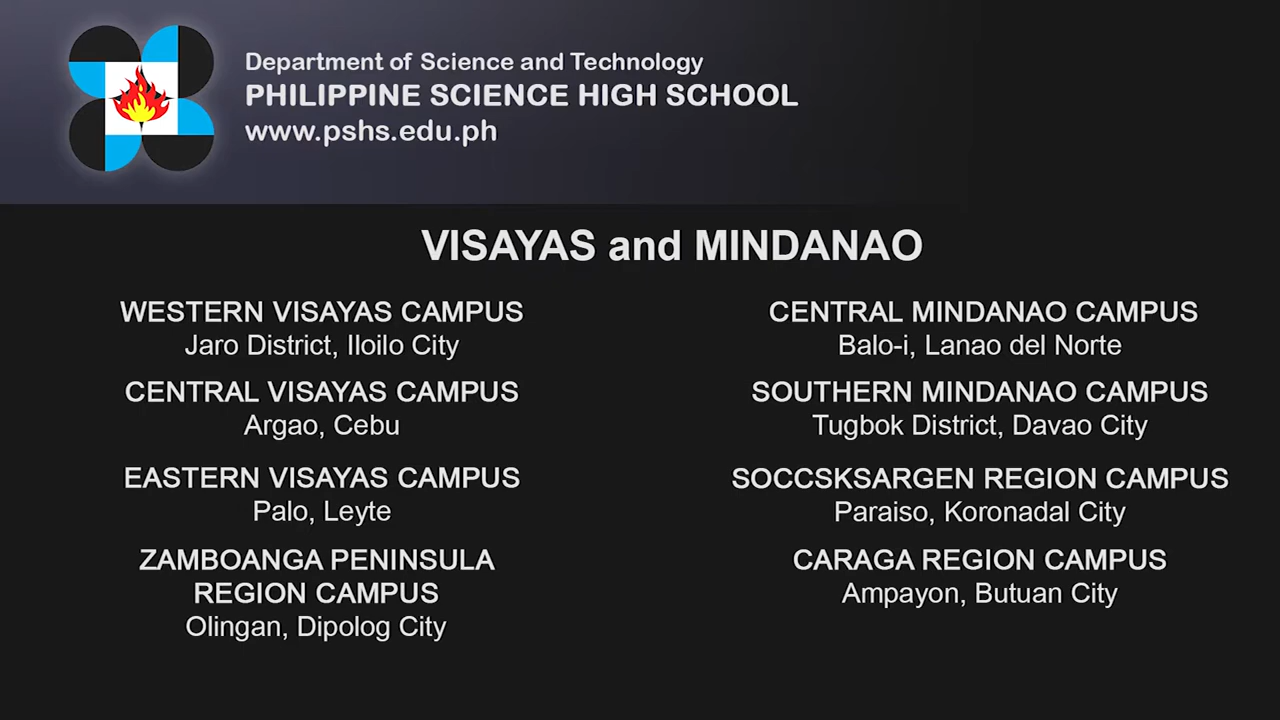 Department of Science and Technology
PHILIPPINE SCIENCE HIGH SCHOOL
www.pshs.edu.ph
VISAYAS and MINDANAO
WESTERN VISAYAS CAMPUS
Jaro District, Iloilo City
CENTRAL VISAYAS CAMPUS
Argao, Cebu
EASTERN VISAYAS CAMPUS
Palo, Leyte
ZAMBOANGA PENINSULA
REGION CAMPUS
Olingan, Dipolog City
CENTRAL MINDANAO CAMPUS
Balo-i, Lanao del Norte
SOUTHERN MINDANAO CAMPUS
Tugbok District, Davao City
SOCCSKSARGEN REGION CAMPUS
Paraiso, Koronadal City
CARAGA REGION CAMPUS
Ampayon, Butuan City